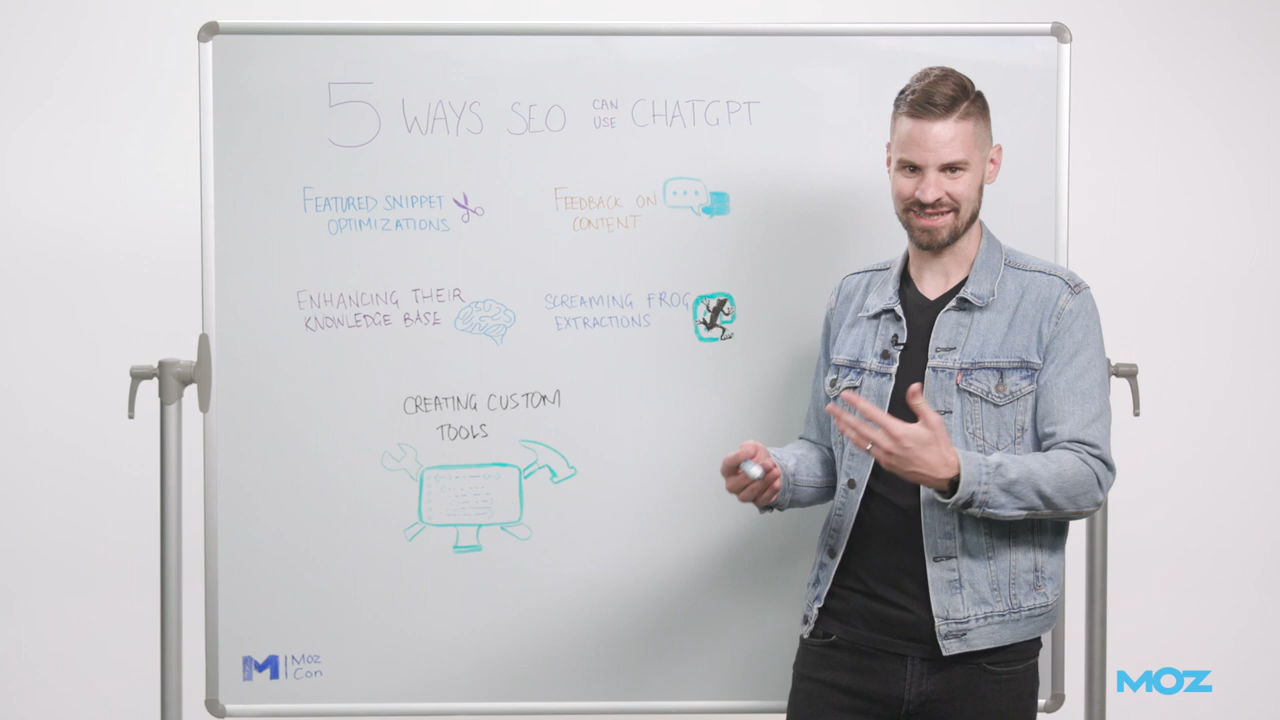 5 WAYS SEO CAN USE CHATGPT
FEATURED SNIPPET
OPTIMIZATIONS
FEEDBACK ON
CONTENT
ENHANCING THEIR
KNOWLEDGE BASE
SCREAMING FROG
EXTRACTIONS
CREATING CUSTOM
TOOLS
M | Moz
Con
MOZ